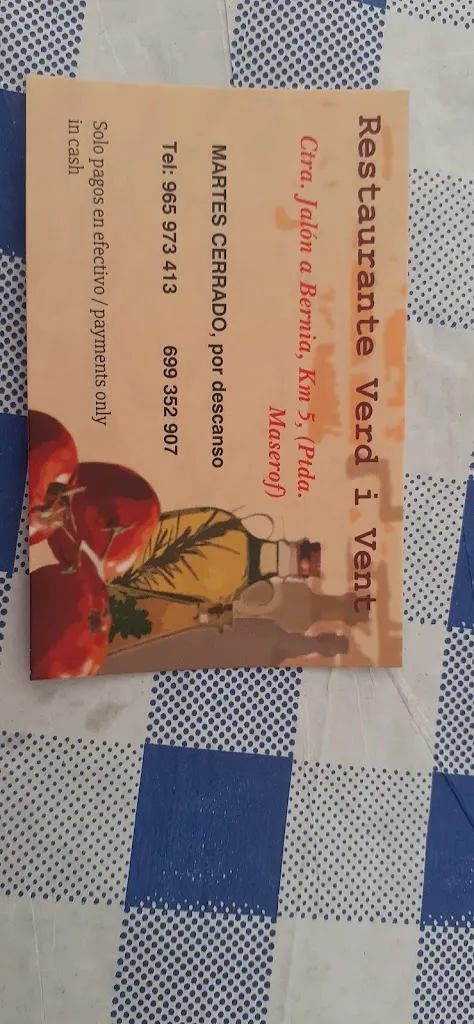 Restaurante Verd i Vent
Ctra. Jalón a Bernia, Km 5, (Ptda.
Maserof)
MARTES CERRADO, por descanso
Tel: 965 973 413 699 352 907
Solo pagos en efectivo / payments only
in cash